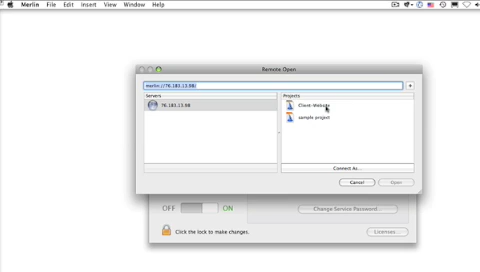 Merlin File Edit Insert View Window Help
Remote Open
merlin://76.183.13.98/
Servers
Projects
76.183.13.98
Client-Website
sample project
Connect As...
Cancel
Open
OFF
ON
Change Service Password...
Click the lock to make changes.
Licenses...